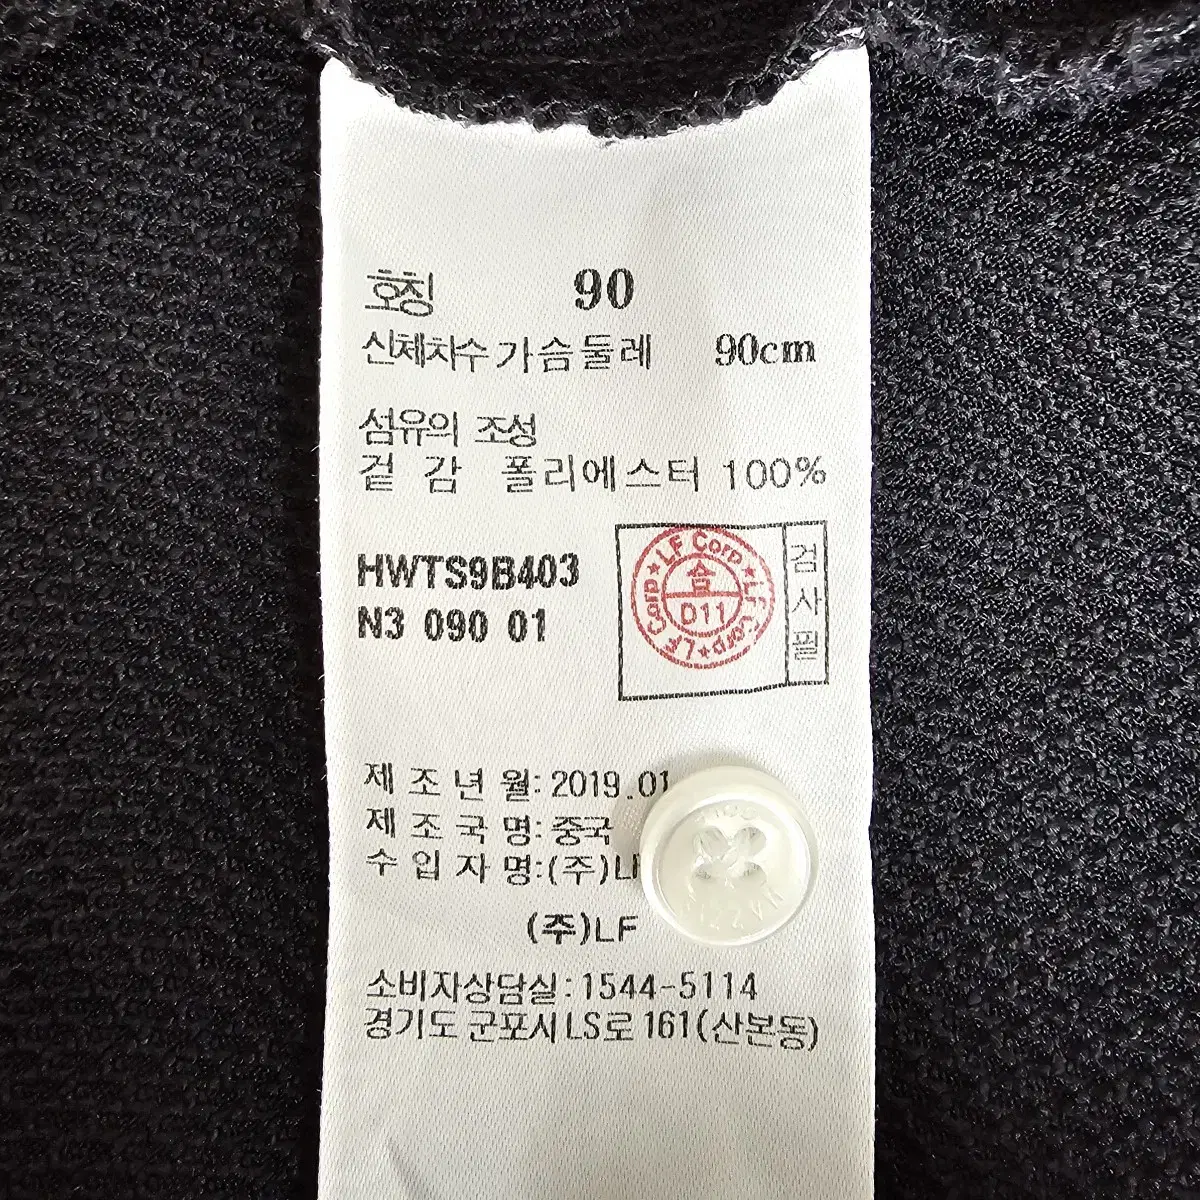 호칭 90
신체치수 가슴둘레 90cm
섬유의 조성
겉 감 폴리에스터 100%
HWTS9B403
N3 090 01
LF Corp ★ LF Corp ★ LF Corp ★
합
D11
검사필
제조년월: 2019.01
제조국명: 중국
수입자명: (주)L
(주)LF
소비자상담실: 1544-5114
경기도 군포시 LS로 161(산본동)